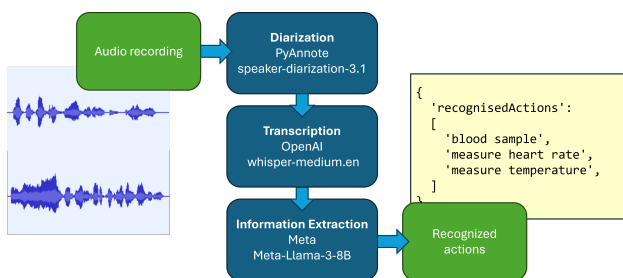 Audio recording
Diarization
PyAnnote
speaker-diarization-3.1
Transcription
OpenAI
whisper-medium.en
Information Extraction
Meta
Meta-Llama-3-8B
Recognized
actions
{
'recognisedActions':
[
'blood sample',
'measure heart rate',
'measure temperature',
]
}